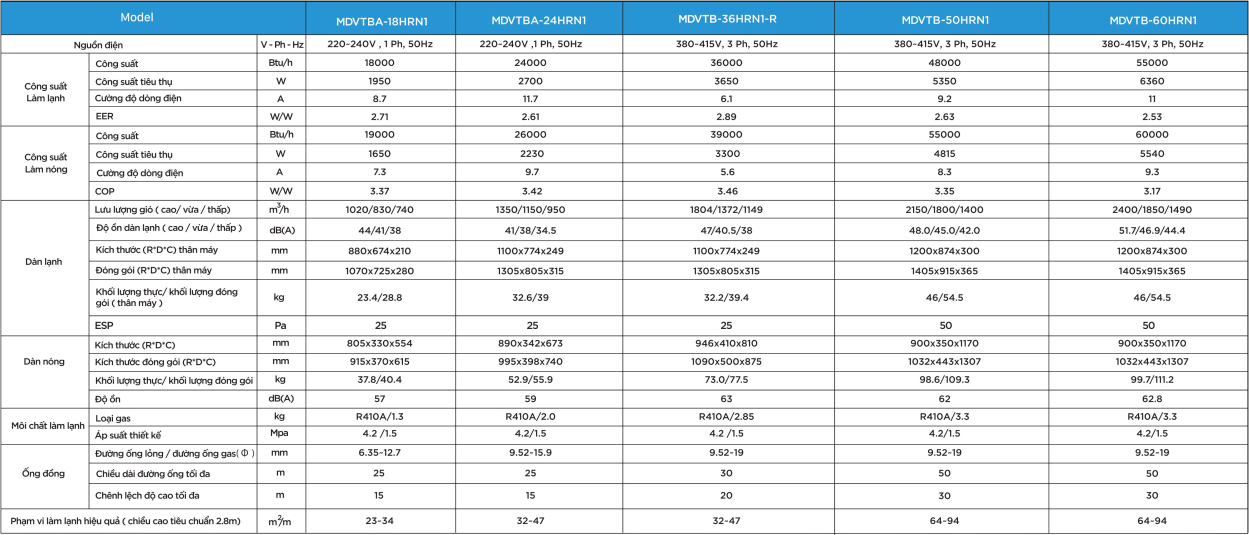 Model MDVTBA-18HRN1 MDVTBA-24HRN1 MDVTB-36HRN1-R MDVTB-50HRN1 MDVTB-60HRN1
Nguồn điện V - Ph - Hz 220~240V , 1 Ph, 50Hz 220~240V ,1 Ph, 50Hz 380~415V, 3 Ph, 50Hz 380~415V, 3 Ph, 50Hz 380~415V, 3 Ph, 50Hz
Công suất
Làm lạnh
Công suất Btu/h 18000 24000 36000 48000 55000
Công suất tiêu thụ W 1950 2700 3650 5350 6360
Cường độ dòng điện A 8.7 11.7 6.1 9.2 11
EER W/W 2.71 2.61 2.89 2.63 2.53
Công suất
Làm nóng
Công suất Btu/h 19000 26000 39000 55000 60000
Công suất tiêu thụ W 1650 2230 3300 4815 5540
Cường độ dòng điện A 7.3 9.7 5.6 8.3 9.3
COP W/W 3.37 3.42 3.46 3.35 3.17
Dàn lạnh
Lưu lượng gió ( cao/ vừa / thấp) m³/h 1020/830/740 1350/1150/950 1804/1372/1149 2150/1800/1400 2400/1850/1490
Độ ồn dàn lạnh ( cao / vừa / thấp ) dB(A) 44/41/38 41/38/34.5 47/40.5/38 48.0/45.0/42.0 51.7/46.9/44.4
Kích thước (R*D*C) thân máy mm 880x674x210 1100x774x249 1100x774x249 1200x874x300 1200x874x300
Đóng gói (R*D*C) thân máy mm 1070x725x280 1305x805x315 1305x805x315 1405x915x365 1405x915x365
Khối lượng thực/ khối lượng đóng
gói ( thân máy ) kg 23.4/28.8 32.6/39 32.2/39.4 46/54.5 46/54.5
ESP Pa 25 25 25 50 50
Dàn nóng
Kích thước (R*D*C) mm 805x330x554 890x342x673 946x410x810 900x350x1170 900x350x1170
Kích thước đóng gói (R*D*C) mm 915x370x615 995x398x740 1090x500x875 1032x443x1307 1032x443x1307
Khối lượng thực/ khối lượng đóng gói kg 37.8/40.4 52.9/55.9 73.0/77.5 98.6/109.3 99.7/111.2
Độ ồn dB(A) 57 59 63 62 62.8
Môi chất làm lạnh
Loại gas kg R410A/1.3 R410A/2.0 R410A/2.85 R410A/3.3 R410A/3.3
Áp suất thiết kế Mpa 4.2 /1.5 4.2/1.5 4.2 /1.5 4.2/1.5 4.2/1.5
Ống đồng
Đường ống lỏng / đường ống gas(Φ) mm 6.35~12.7 9.52-15.9 9.52-19 9.52-19 9.52-19
Chiều dài đường ống tối đa m 25 25 30 50 50
Chênh lệch độ cao tối đa m 15 15 20 30 30
Phạm vi làm lạnh hiệu quả ( chiều cao tiêu chuẩn 2.8m) m²/m 23~34 32~47 32~47 64~94 64~94